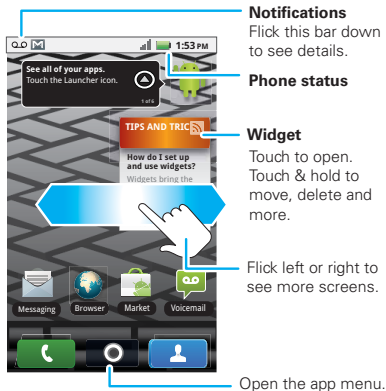 Notifications
Flick this bar down
to see details.
Phone status
1:53 PM
See all of your apps.
Touch the Launcher icon.
1 of 6
TIPS AND TRIC
How do I set up
and use widgets?
Widgets bring the
Widget
Touch to open.
Touch & hold to
move, delete and
more.
Flick left or right to
see more screens.
Messaging
Browser
Market
Voicemail
Open the app menu.